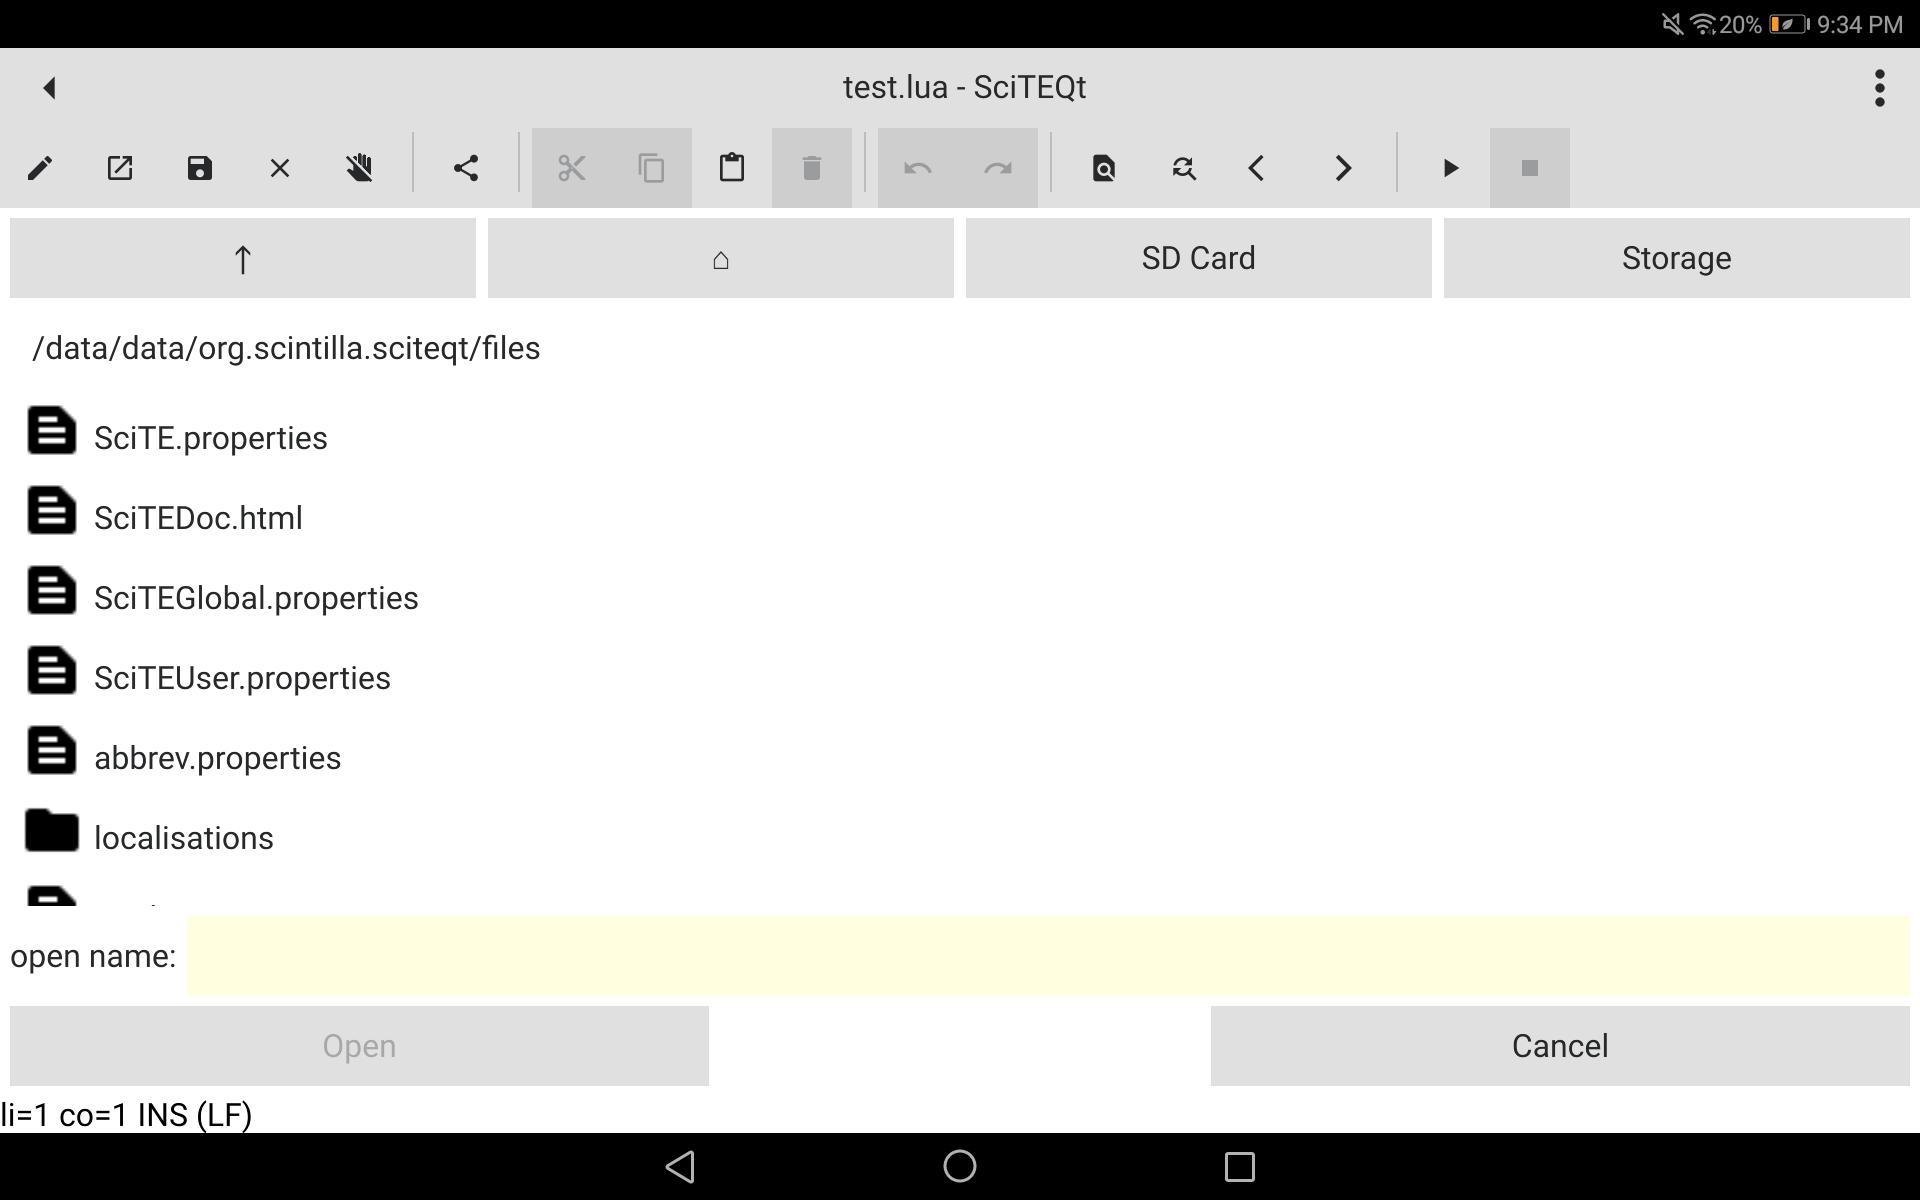 20% 9:34 PM
test.lua - SciTEQt
↑ ⌂ SD Card Storage
/data/data/org.scintilla.sciteqt/files
SciTE.properties
SciTEDoc.html
SciTEGlobal.properties
SciTEUser.properties
abbrev.properties
localisations
open name:
Open Cancel
li=1 co=1 INS (LF)